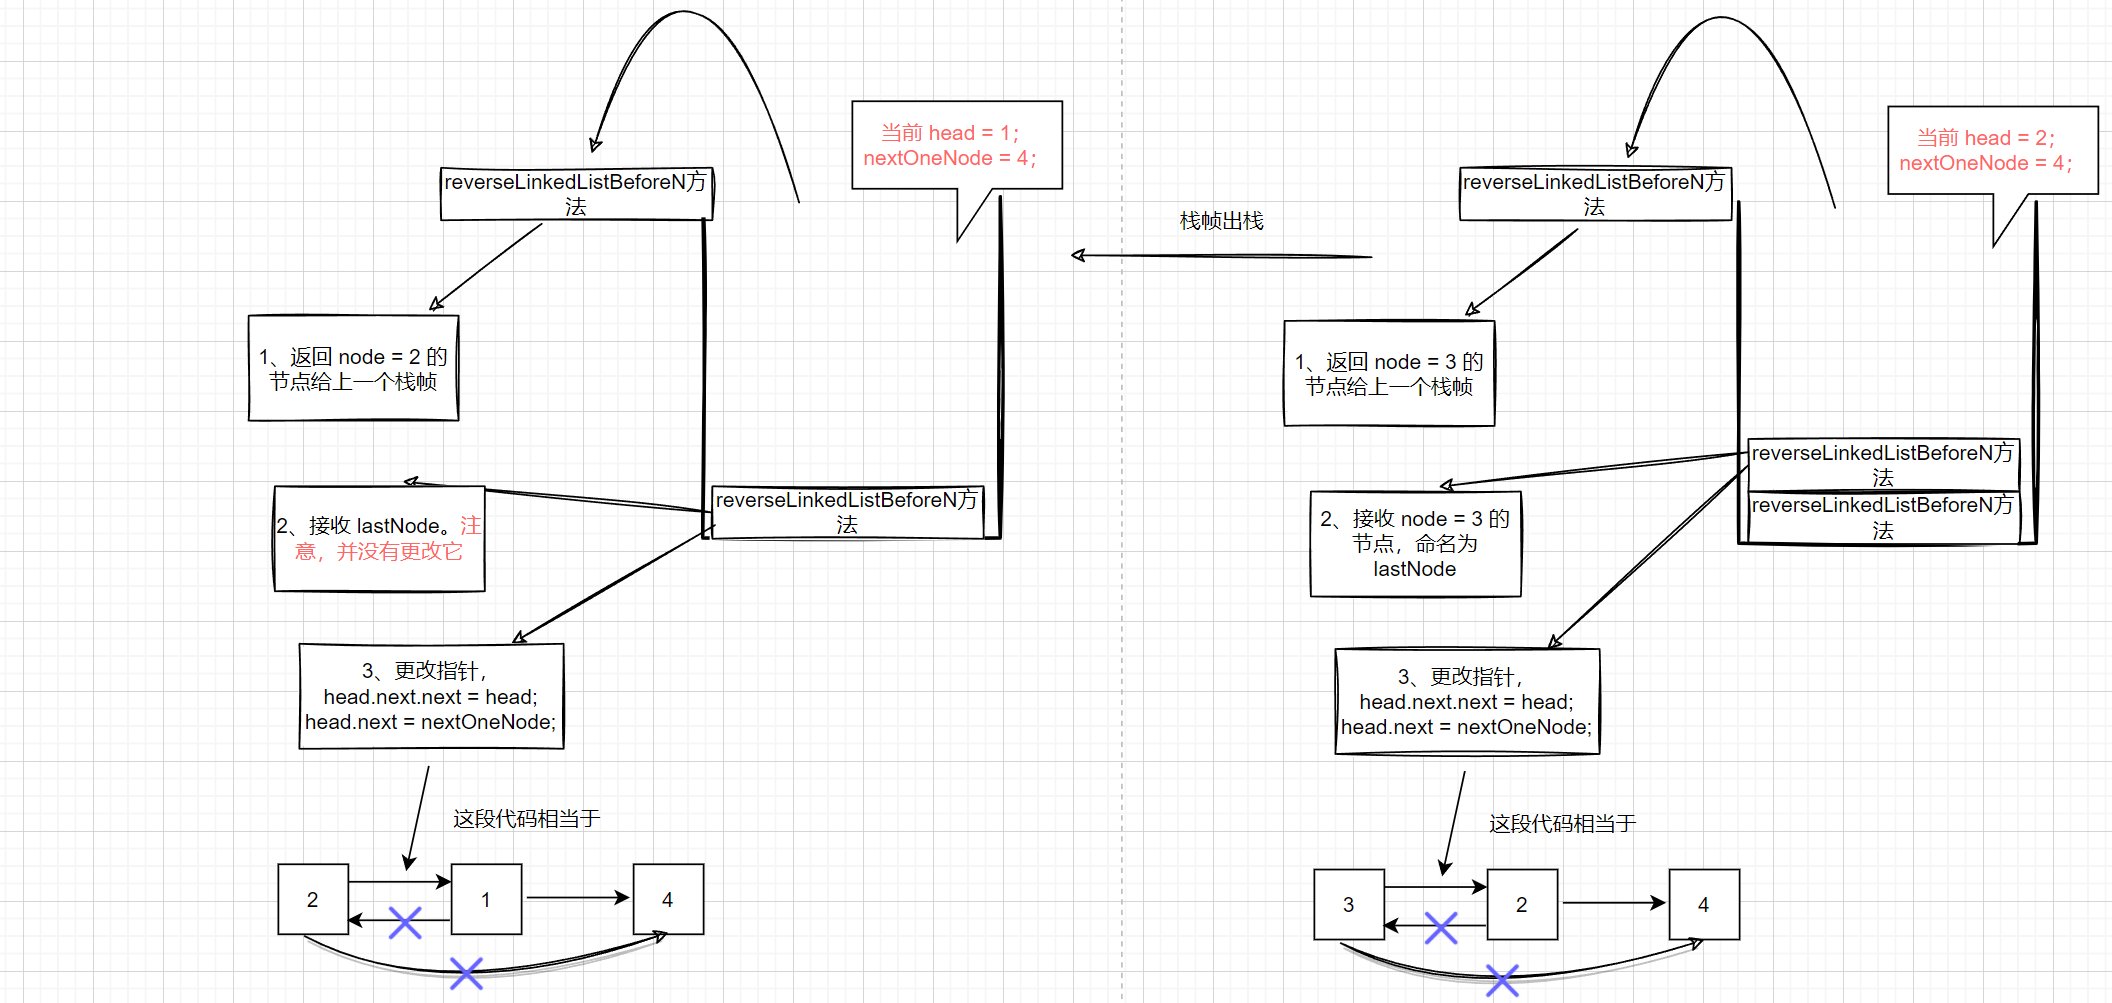 当前 head = 1；
nextOneNode = 4；
reverseLinkedListBeforeN方
法
1、返回 node = 2 的
节点给上一个栈帧
2、接收 lastNode。注
意，并没有更改它
reverseLinkedListBeforeN方
法
3、更改指针，
head.next.next = head;
head.next = nextOneNode;
这段代码相当于
2
1
4
栈帧出栈
当前 head = 2；
nextOneNode = 4；
reverseLinkedListBeforeN方
法
1、返回 node = 3 的
节点给上一个栈帧
reverseLinkedListBeforeN方
法
reverseLinkedListBeforeN方
法
2、接收 node = 3 的
节点，命名为
lastNode
3、更改指针，
head.next.next = head;
head.next = nextOneNode;
这段代码相当于
3
2
4